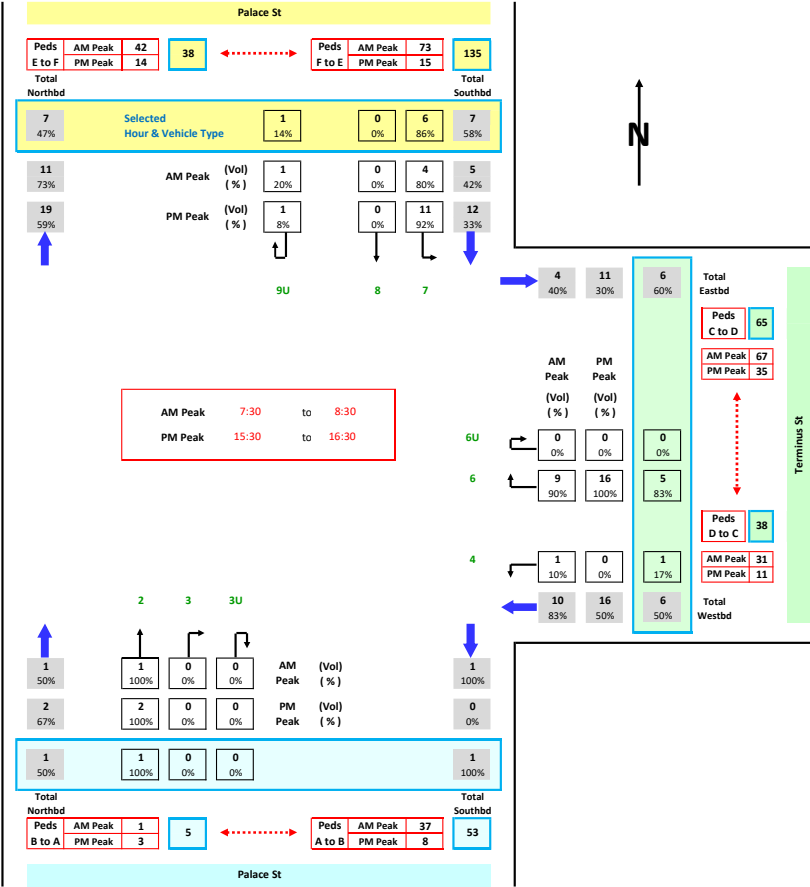 Palace St
Peds AM Peak 42 38 Peds AM Peak 73 135
E to F PM Peak 14 F to E PM Peak 15
Total Total
Northbd Southbd
7 Selected 1 0 6 7
47% Hour & Vehicle Type 14% 0% 86% 58%
11 AM Peak (Vol) 1 0 4 5
73% ( % ) 20% 0% 80% 42%
19 PM Peak (Vol) 1 0 11 12
59% ( % ) 8% 0% 92% 33%
N
9U 8 7
4 11 6 Total
40% 30% 60% Eastbd
Peds 65
C to D
AM Peak 67
PM Peak 35
AM PM
Peak Peak
(Vol) (Vol)
( % ) ( % )
AM Peak 7:30 to 8:30
PM Peak 15:30 to 16:30
6U 0 0 0
0% 0% 0%
6 9 16 5
90% 100% 83%
Terminus St
Peds 38
D to C
AM Peak 31
PM Peak 11
4 1 0 1
10% 0% 17%
10 16 6 Total
83% 50% 50% Westbd
2 3 3U
1 1 0 0 AM (Vol) 1
50% 100% 0% 0% Peak ( % ) 100%
2 2 0 0 PM (Vol) 0
67% 100% 0% 0% Peak ( % ) 0%
1 1 0 0 1
50% 100% 0% 0% 100%
Total Total
Northbd Southbd
Peds AM Peak 1 5 Peds AM Peak 37 53
B to A PM Peak 3 A to B PM Peak 8
Palace St